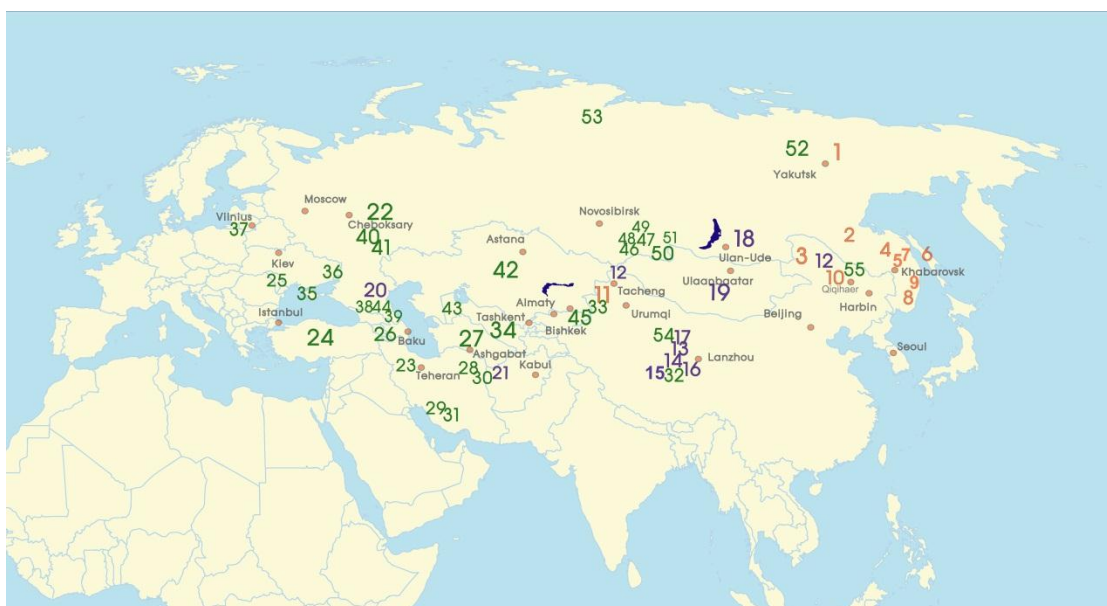 53
52
1
Yakutsk
Moscow
Vilnius
37
22
Cheboksary
40
41
Novosibirsk
49
48
47
51
46
50
18
Ulan-Ude
2
3
12
4
5
7
6
Khabarovsk
55
10
Qiqihaer
9
8
Harbin
Kiev
25
36
35
Istanbul
24
20
38
44
39
26
Baku
23
Teheran
Astana
42
43
27
Ashgabat
28
30
21
Kabul
34
Tashkent
Almaty
Bishkek
45
33
11
12
Tacheng
Urumqi
Ulaanbaatar
19
Beijing
Seoul
54
17
13
14
15
32
16
Lanzhou
29
31